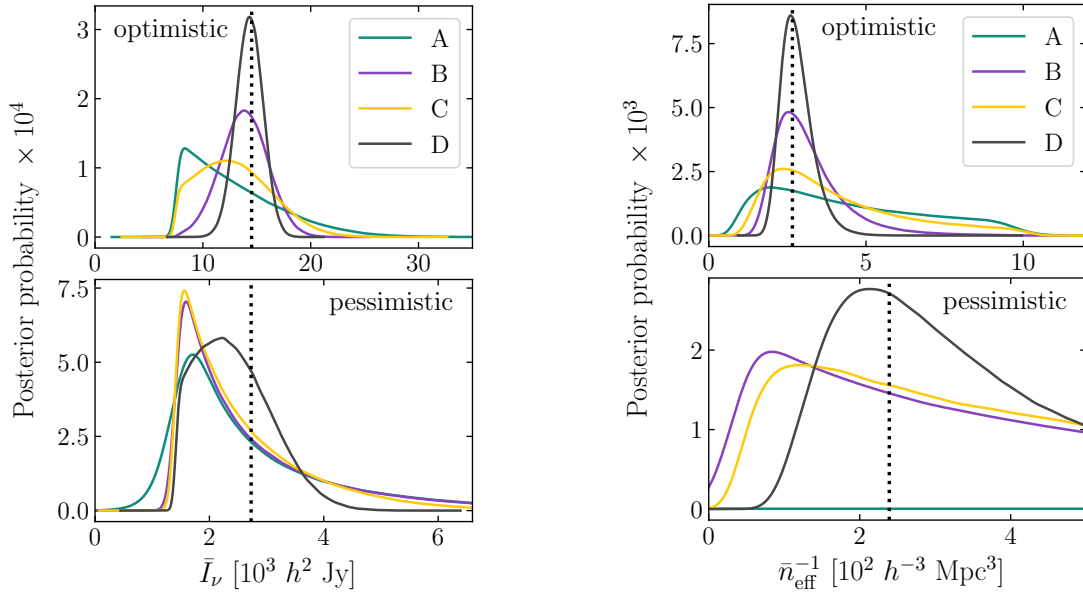 optimistic
A
B
C
D
3
2
1
0
0 10 20 30
pessimistic
7.5
5.0
2.5
0.0
0 2 4 6
Posterior probability × 10⁴
Īᵥ [10³ h² Jy]
optimistic
A
B
C
D
7.5
5.0
2.5
0.0
0 5 10
pessimistic
2
1
0
0 2 4
Posterior probability × 10³
n̄_eff⁻¹ [10² h⁻³ Mpc³]